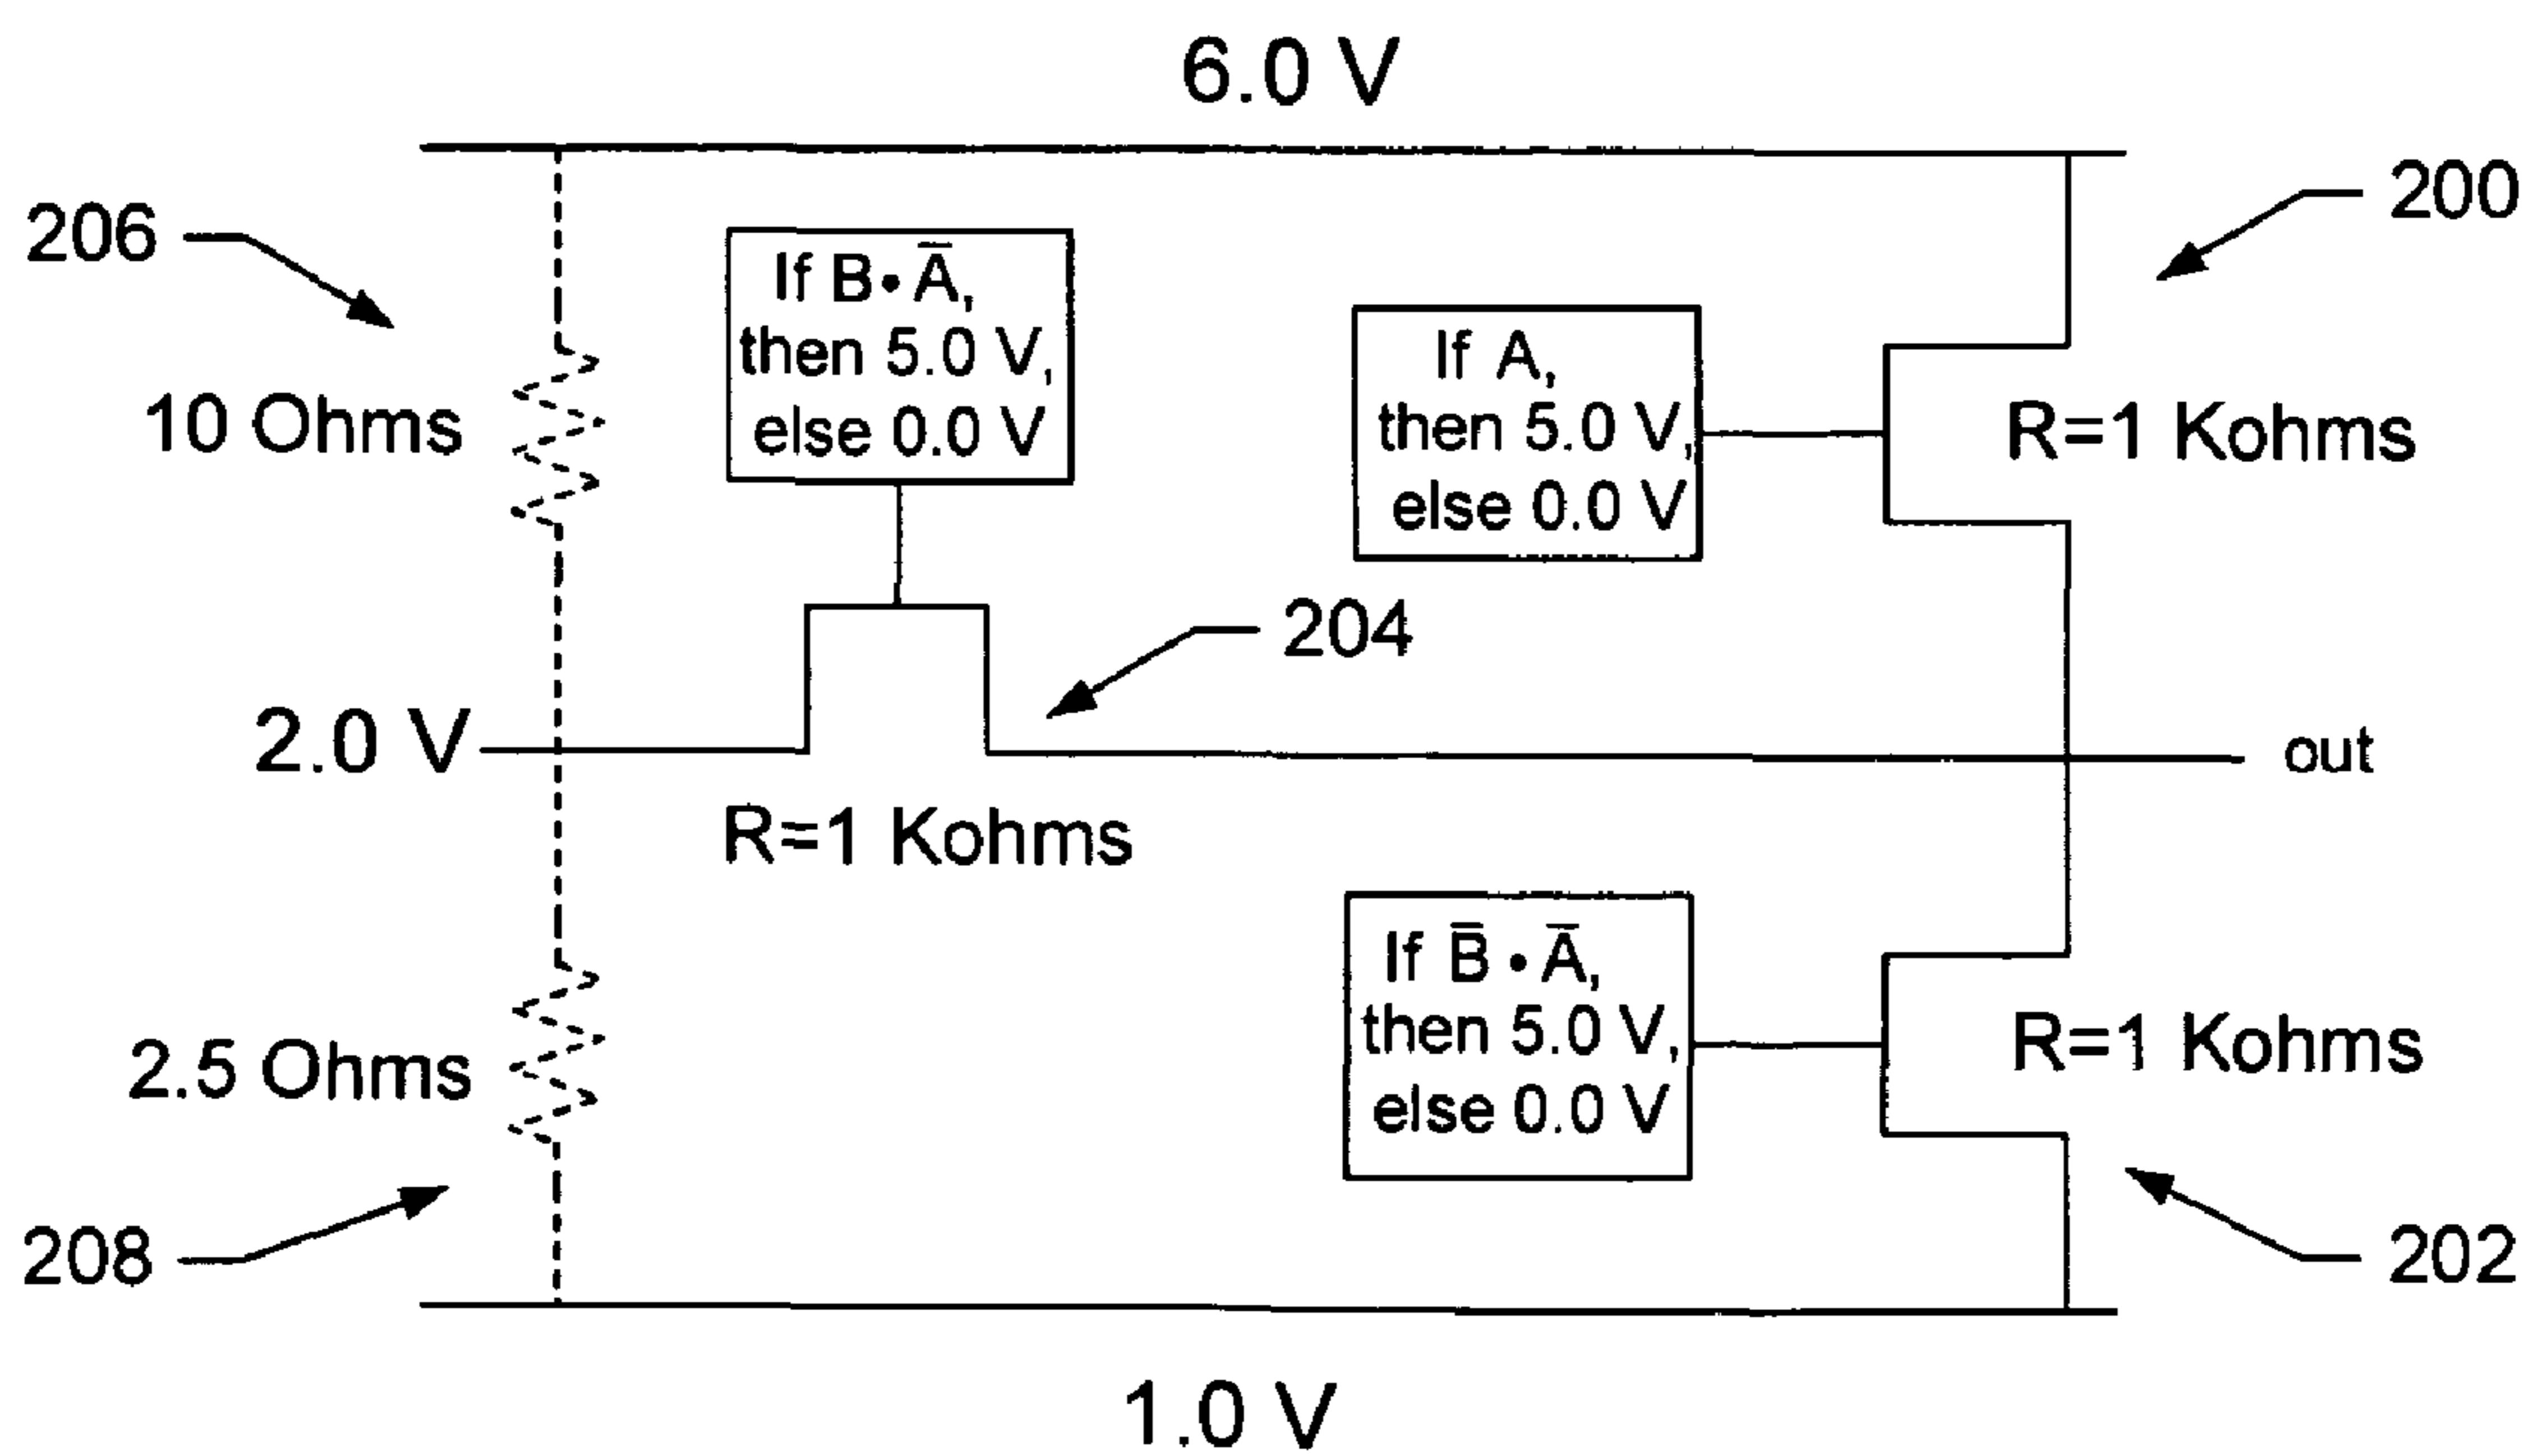 6.0 V
206
200
If B•A̅,
then 5.0 V,
else 0.0 V
If A,
then 5.0 V,
else 0.0 V
10 Ohms
R=1 Kohms
204
2.0 V
out
R=1 Kohms
If B̅•A̅,
then 5.0 V,
else 0.0 V
2.5 Ohms
R=1 Kohms
208
202
1.0 V